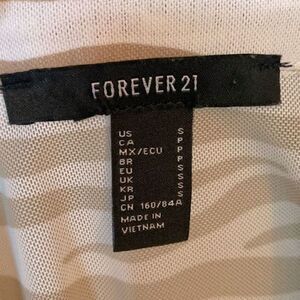 FOREVER 21
US S
CA P
MX/ECU P
BR P
EU S
UK S
KR S
JP S
CN 160/84A
MADE IN
VIETNAM